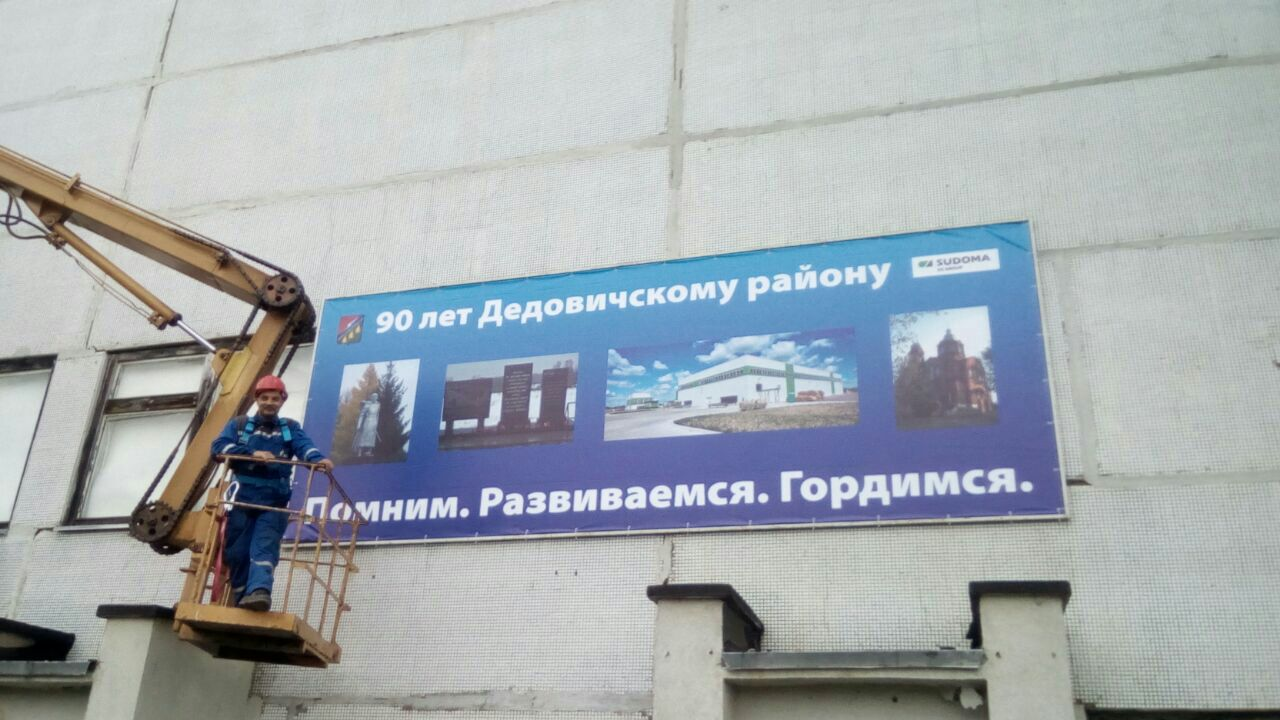 90 лет Дедовичскому району
SUDOMA
Помним. Развиваемся. Гордимся.